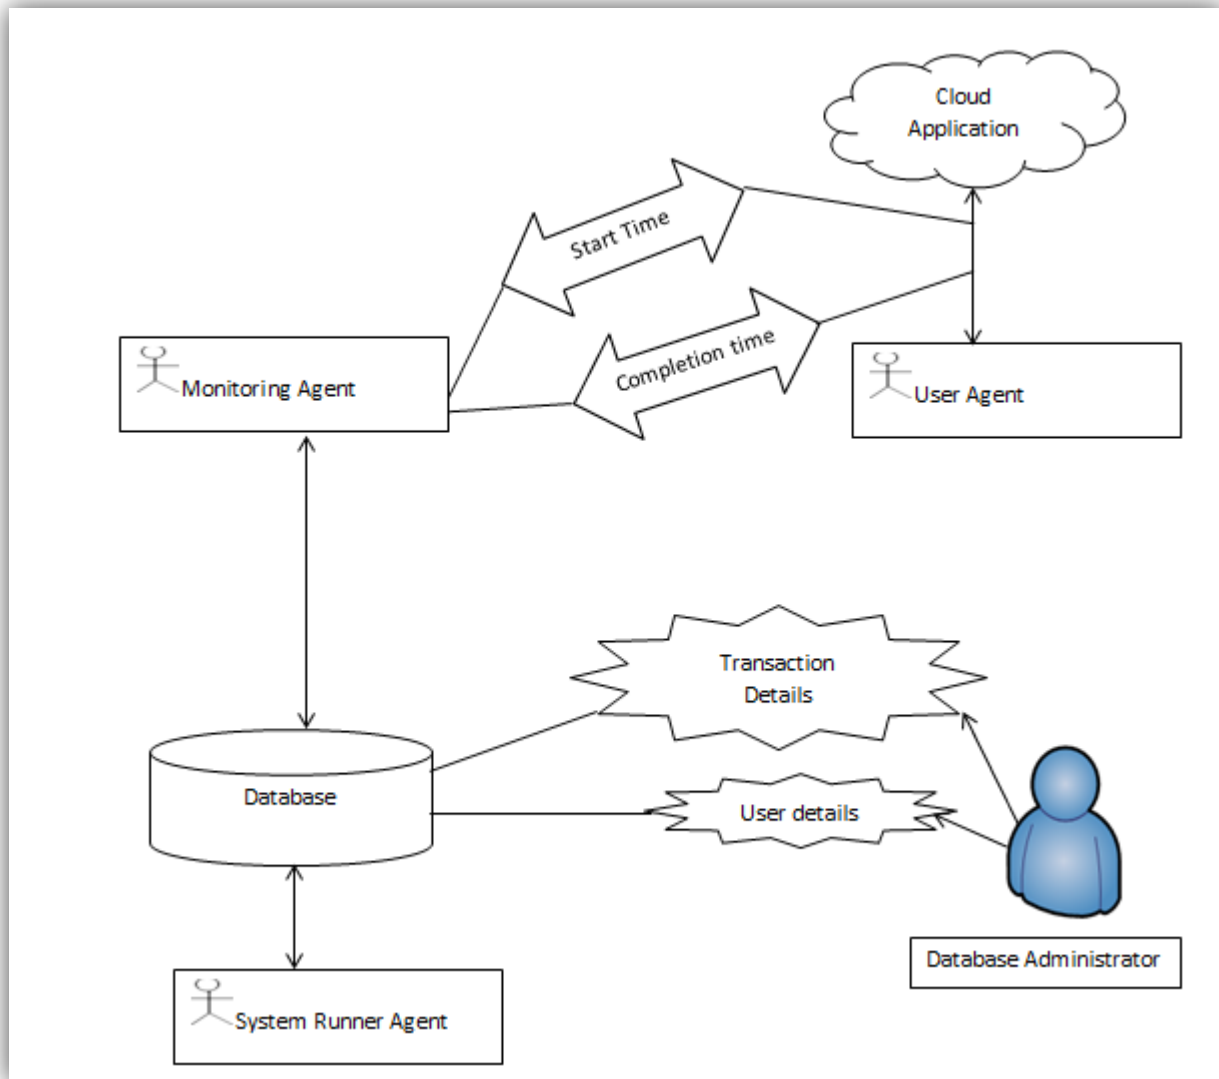 Cloud
Application
Start Time
Completion time
Monitoring Agent
User Agent
Transaction
Details
Database
User details
Database Administrator
System Runner Agent